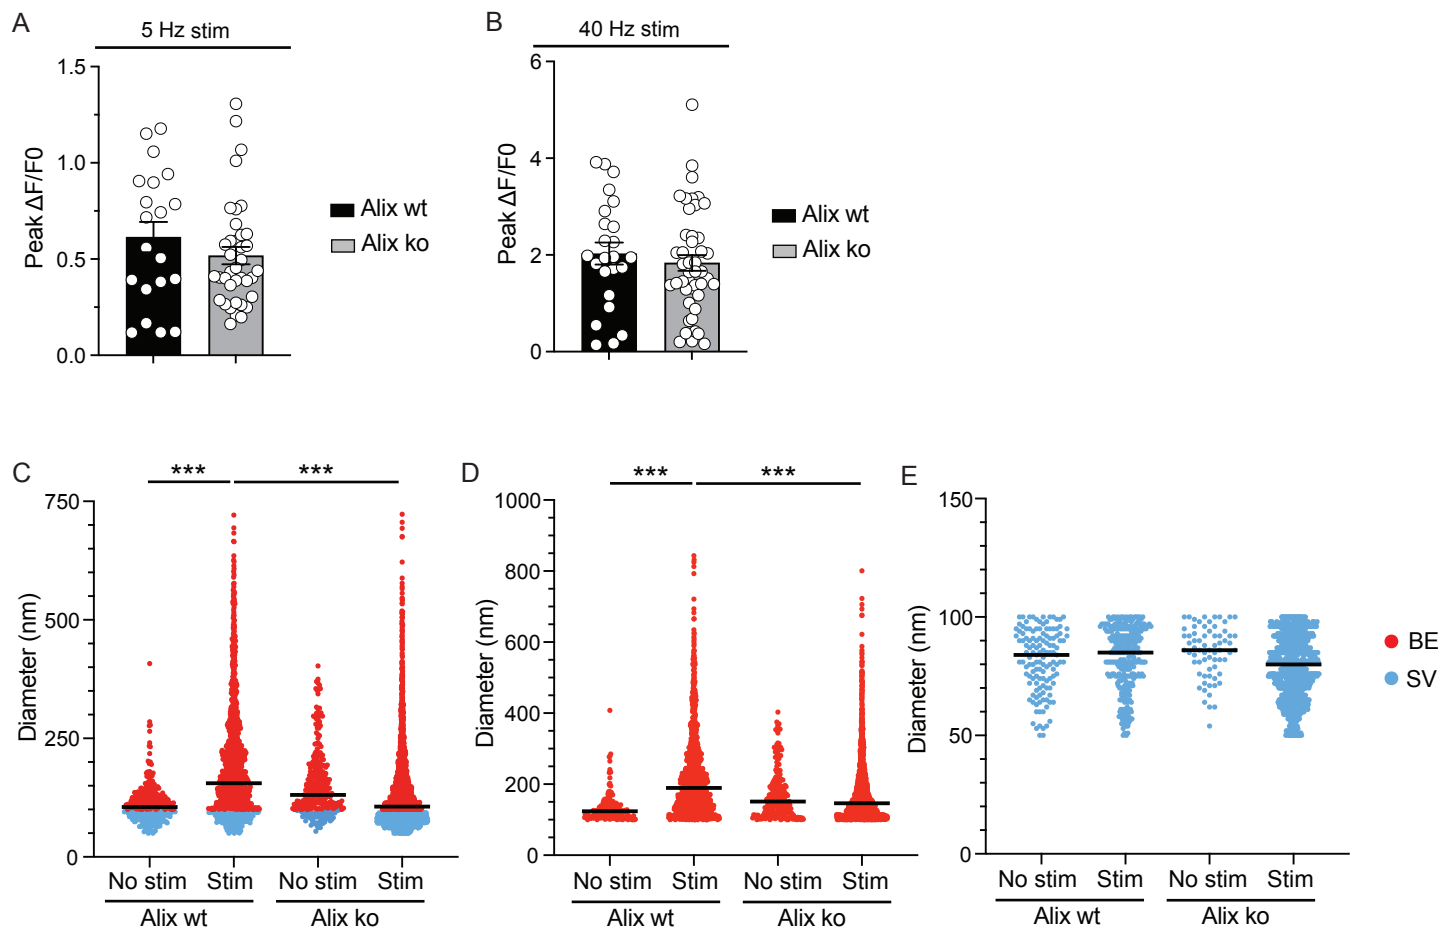 A
5 Hz stim
1.5
1.0
0.5
0.0
Peak ΔF/F0
Alix wt
Alix ko
B
40 Hz stim
6
4
2
0
Peak ΔF/F0
Alix wt
Alix ko
C
*** ***
750
500
250
0
Diameter (nm)
No stim Stim No stim Stim
Alix wt Alix ko
D
*** ***
1000
800
600
400
200
0
Diameter (nm)
No stim Stim No stim Stim
Alix wt Alix ko
E
150
100
50
0
Diameter (nm)
No stim Stim No stim Stim
Alix wt Alix ko
BE
SV